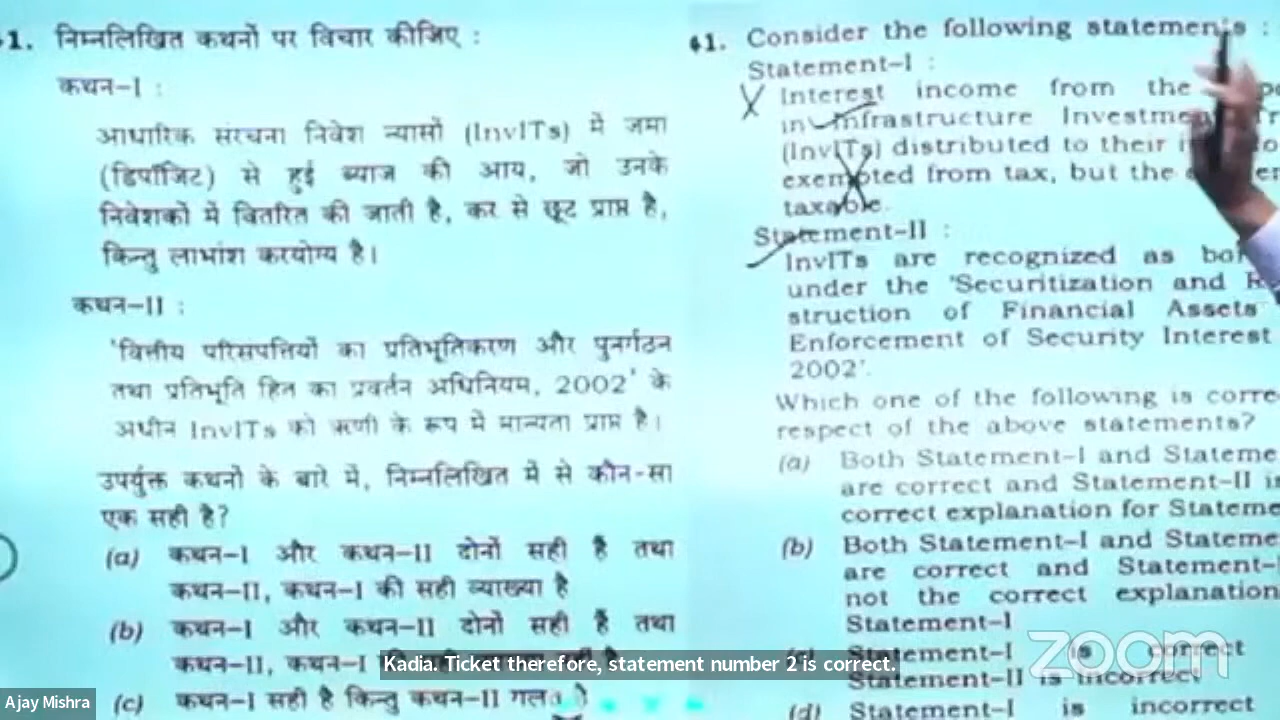 1. निम्नलिखित कथनों पर विचार कीजिए :
कथन-I :
आधारिक संरचना निवेश न्यासों (InvITs) में जमा
(डिपॉजिट) से हुई ब्याज की आय, जो उनके
निवेशकों में वितरित की जाती है, कर से छूट प्राप्त है,
किन्तु लाभांश करयोग्य है।
कथन-II :
'वित्तीय परिसंपत्तियों का प्रतिभूतिकरण और पुनर्गठन
तथा प्रतिभूति हित का प्रवर्तन अधिनियम, 2002' के
अधीन InvITs को ऋणी के रूप में मान्यता प्राप्त है।
उपर्युक्त कथनों के बारे में, निम्नलिखित में से कौन-सा
एक सही है?
(a) कथन-I और कथन-II दोनों सही हैं तथा
कथन-II, कथन-I की सही व्याख्या है
(b) कथन-I और कथन-II दोनों सही हैं तथा
कथन-II, कथन-I
(c) कथन-I सही है किन्तु कथन-II गलत
1. Consider the following statements :
Statement-I :
Interest income from the
in Infrastructure Investment
(InvITs) distributed to their
exempted from tax, but the
taxable.
Statement-II :
InvITs are recognized as
under the 'Securitization and
struction of Financial Assets
Enforcement of Security Interest
2002'.
Which one of the following is
respect of the above statements?
(a) Both Statement-I and
are correct and Statement-II
correct explanation for
(b) Both Statement-I and
are correct and
not the correct explanation
Statement-I
Statement-I is correct
Statement-II is incorrect
(d) Statement-I is incorrect
zoom
Kadia. Ticket therefore, statement number 2 is correct.
Ajay Mishra